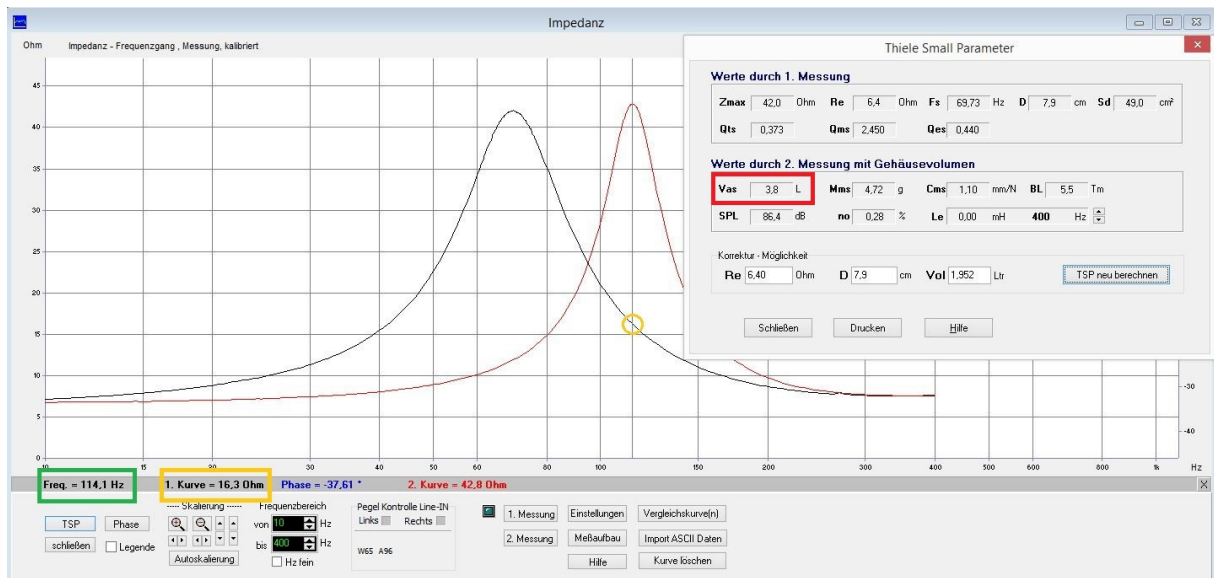 Impedanz
Ohm Impedanz - Frequenzgang , Messung, kalibriert
45
40
35
30
25
20
15
10
5
0
10 15 20 30 40 50 60 80 100 150 200 300 400 500 600 800 1k Hz
-30
-40
Thiele Small Parameter
Werte durch 1. Messung
Zmax 42,0 Ohm Re 6,4 Ohm Fs 69,73 Hz D 7,9 cm Sd 49,0 cm²
Qts 0,373 Qms 2,450 Qes 0,440
Werte durch 2. Messung mit Gehäusevolumen
Vas 3,8 L Mms 4,72 g Cms 1,10 mm/N BL 5,5 Tm
SPL 86,4 dB no 0,28 % Le 0,00 mH 400 Hz
Korrektur - Möglichkeit
Re 6,40 Ohm D 7,9 cm Vol 1,952 Ltr TSP neu berechnen
Schließen Drucken Hilfe
Freq. = 114,1 Hz 1. Kurve = 16,3 Ohm Phase = -37,61 ° 2. Kurve = 42,8 Ohm X
TSP Phase
schließen Legende
----- Skalierung ------
Autoskalierung
Frequenzbereich
von 10 Hz
bis 400 Hz
Hz fein
Pegel Kontrolle Line-IN
Links Rechts
W65 A96
1. Messung Einstellungen Vergleichskurve(n)
2. Messung Meßaufbau Import ASCII Daten
Hilfe Kurve löschen